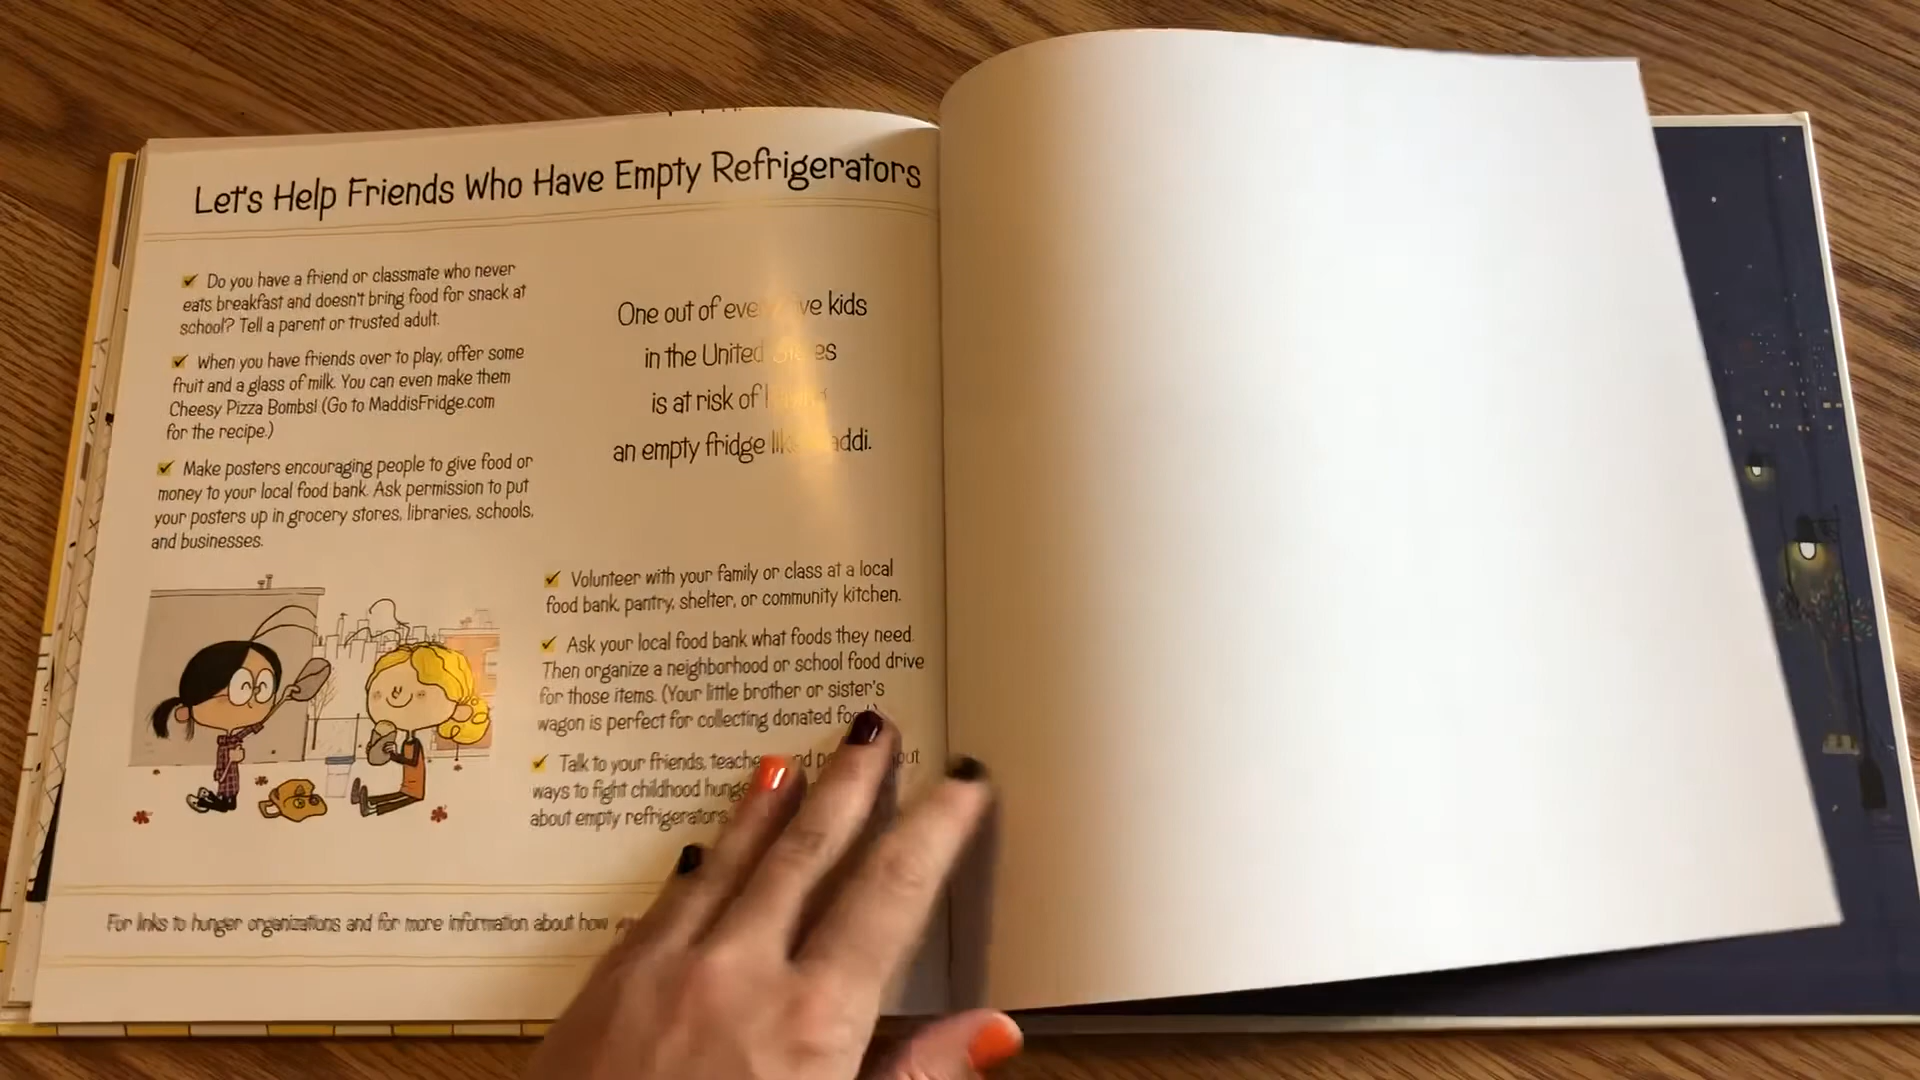 Let's Help Friends Who Have Empty Refrigerators
✓ Do you have a friend or classmate who never
eats breakfast and doesn't bring food for snack at
school? Tell a parent or trusted adult.
✓ When you have friends over to play, offer some
fruit and a glass of milk. You can even make them
Cheesy Pizza Bombs! (Go to MaddisFridge.com
for the recipe.)
✓ Make posters encouraging people to give food or
money to your local food bank. Ask permission to put
your posters up in grocery stores, libraries, schools,
and businesses.
One out of kids
in the United
is at risk of
an empty fridge
✓ Volunteer with your family or class at a local
food bank, pantry, shelter, or community kitchen.
✓ Ask your local food bank what foods they need.
Then organize a neighborhood or school food drive
for those items. (Your little brother or sister's
wagon is perfect for collecting donated
✓ Talk to your friends,
ways to fight childhood
about empty refrigerators
For links to hunger organizations and for more information about how